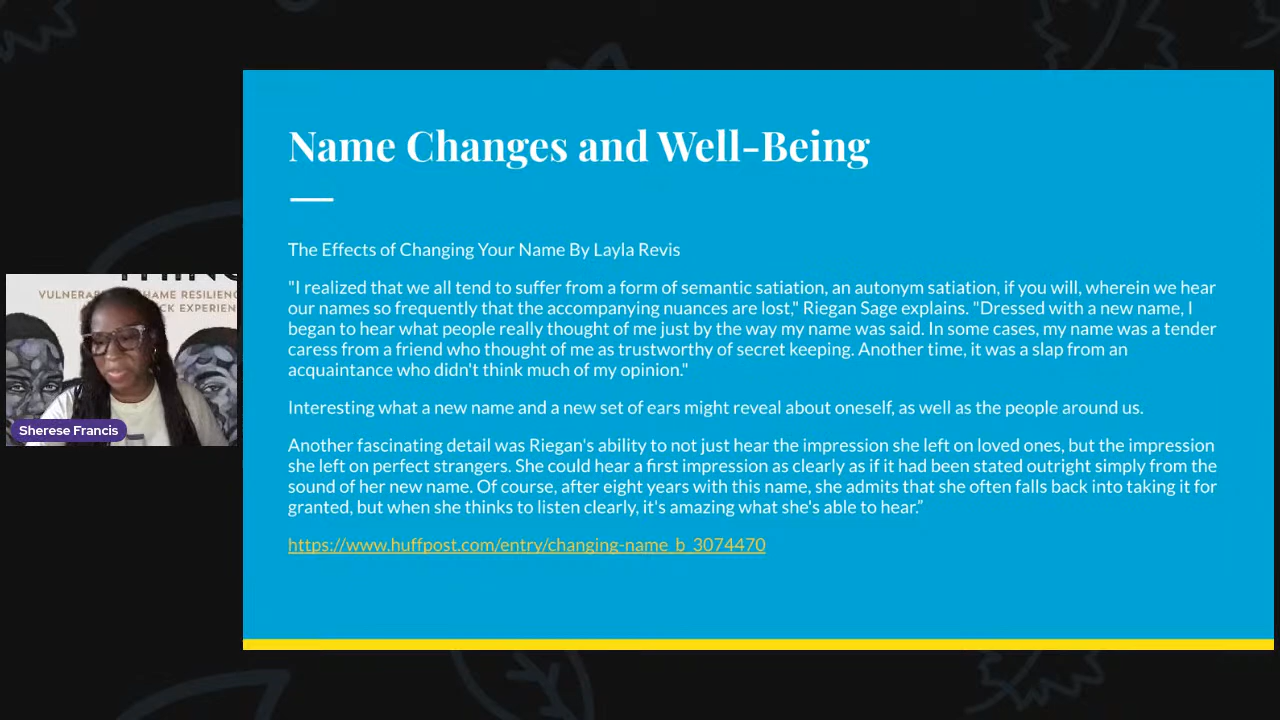 Name Changes and Well-Being
The Effects of Changing Your Name By Layla Revis
"I realized that we all tend to suffer from a form of semantic satiation, an autonym satiation, if you will, wherein we hear
our names so frequently that the accompanying nuances are lost," Riegan Sage explains. "Dressed with a new name, I
began to hear what people really thought of me just by the way my name was said. In some cases, my name was a tender
caress from a friend who thought of me as trustworthy of secret keeping. Another time, it was a slap from an
acquaintance who didn't think much of my opinion."
Interesting what a new name and a new set of ears might reveal about oneself, as well as the people around us.
Another fascinating detail was Riegan's ability to not just hear the impression she left on loved ones, but the impression
she left on perfect strangers. She could hear a first impression as clearly as if it had been stated outright simply from the
sound of her new name. Of course, after eight years with this name, she admits that she often falls back into taking it for
granted, but when she thinks to listen clearly, it's amazing what she's able to hear.”
https://www.huffpost.com/entry/changing-name_b_3074470
Sherese Francis